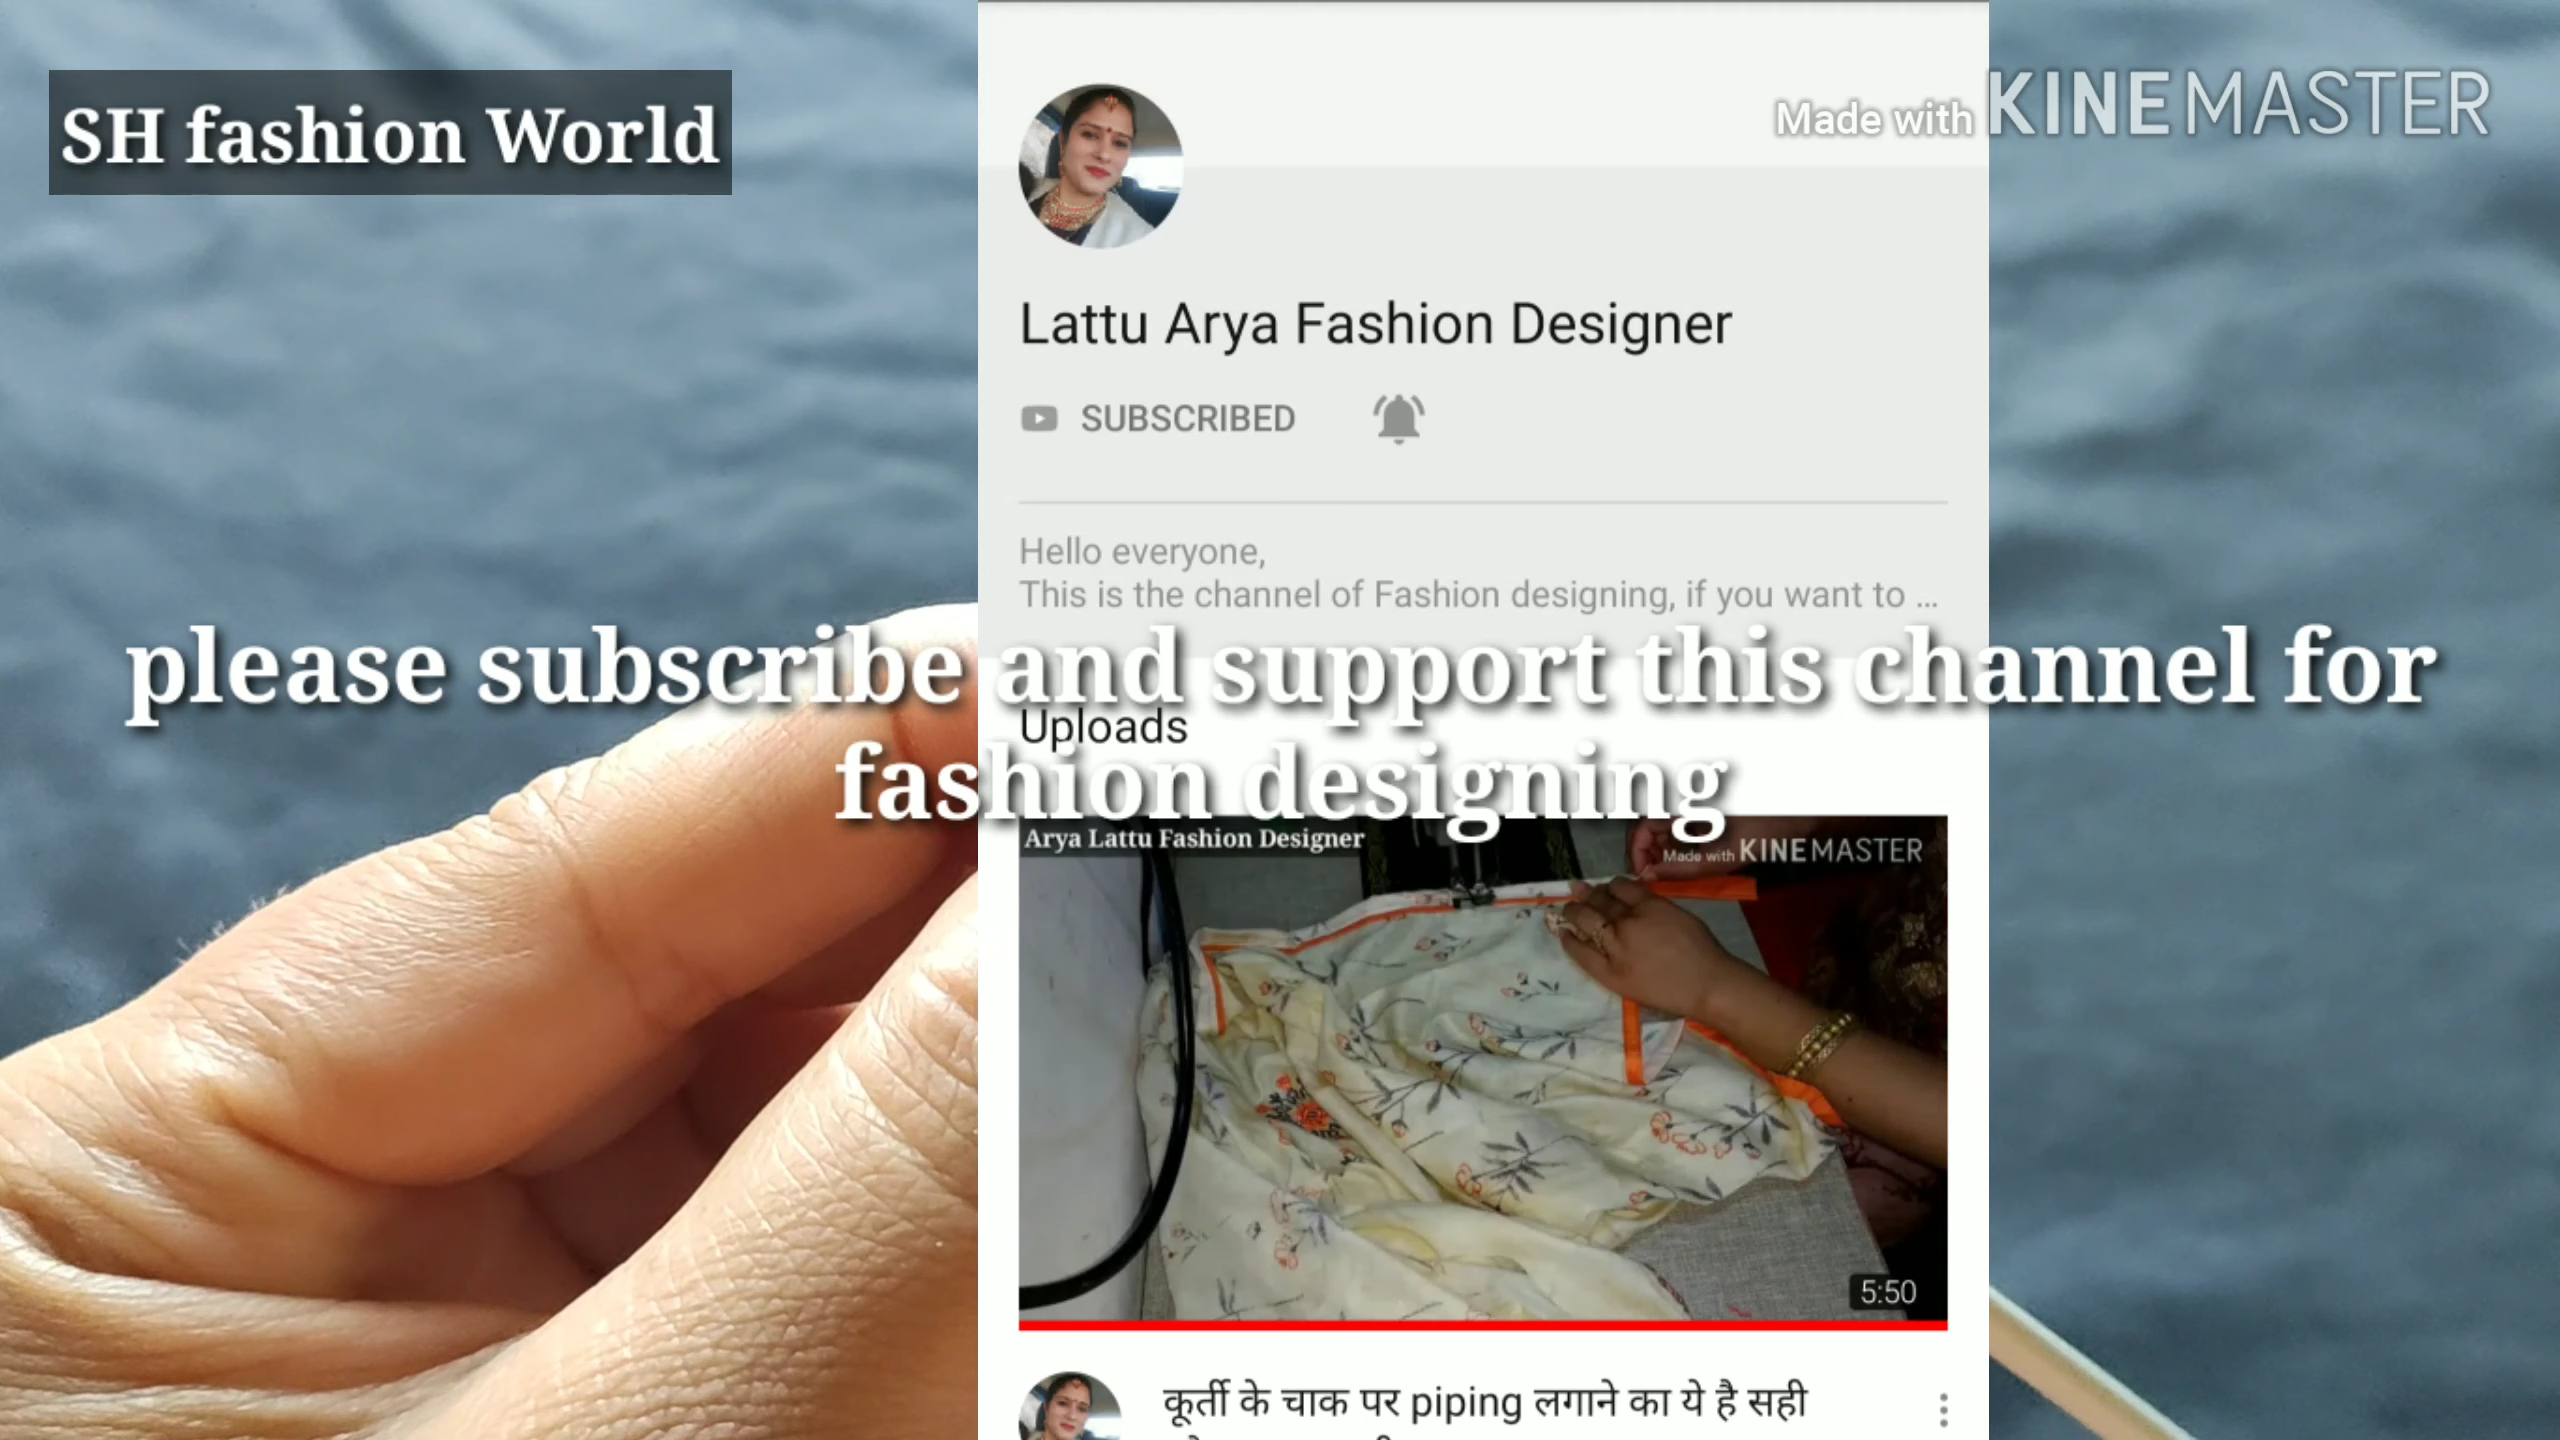 SH fashion World
Made with KINEMASTER
Lattu Arya Fashion Designer
SUBSCRIBED
Hello everyone,
This is the channel of Fashion designing, if you want to ...
please subscribe and support this channel for
Uploads
fashion designing
Arya Lattu Fashion Designer
Made with KINEMASTER
5:50
कूर्ती के चाक पर piping लगाने का ये है सही